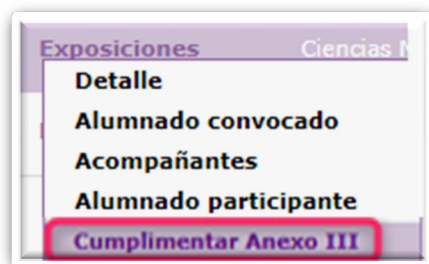 Exposiciones Ciencias
Detalle
Alumnado convocado
Acompañantes
Alumnado participante
Cumplimentar Anexo III